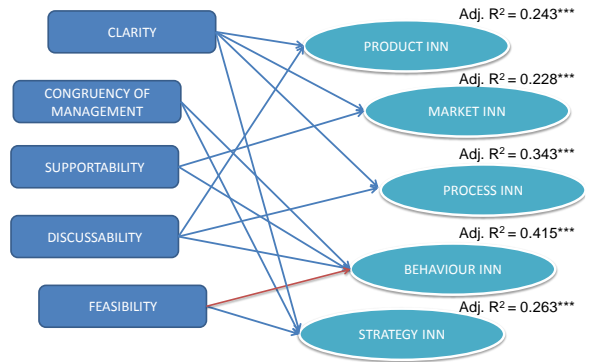 Adj. R² = 0.243***
CLARITY
PRODUCT INN
Adj. R² = 0.228***
CONGRUENCY OF
MANAGEMENT
MARKET INN
Adj. R² = 0.343***
SUPPORTABILITY
PROCESS INN
Adj. R² = 0.415***
DISCUSSABILITY
BEHAVIOUR INN
Adj. R² = 0.263***
FEASIBILITY
STRATEGY INN